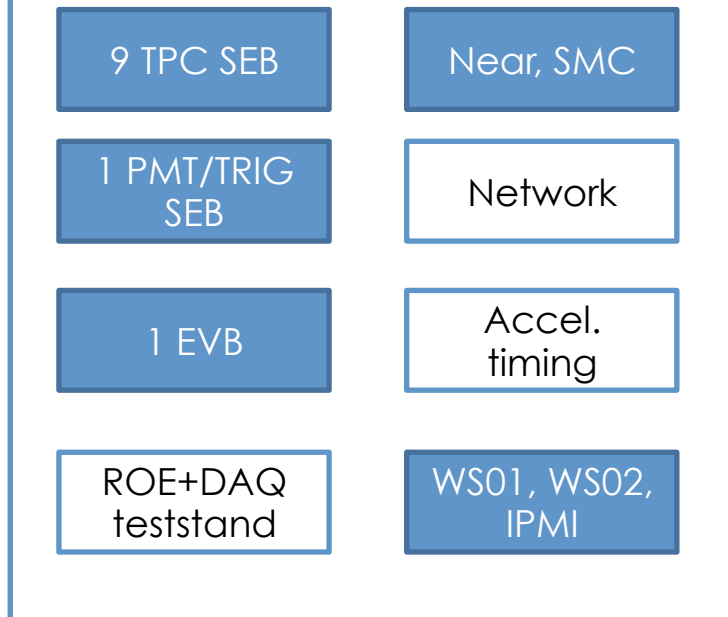 9 TPC SEB
Near, SMC
1 PMT/TRIG
SEB
Network
1 EVB
Accel.
timing
ROE+DAQ
teststand
WS01, WS02,
IPMI